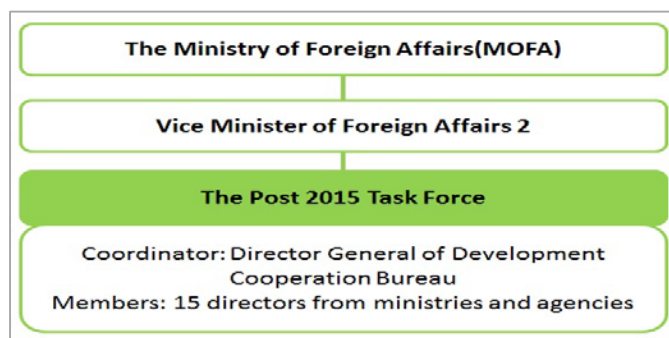 The Ministry of Foreign Affairs(MOFA)
Vice Minister of Foreign Affairs 2
The Post 2015 Task Force
Coordinator: Director General of Development
Cooperation Bureau
Members: 15 directors from ministries and agencies